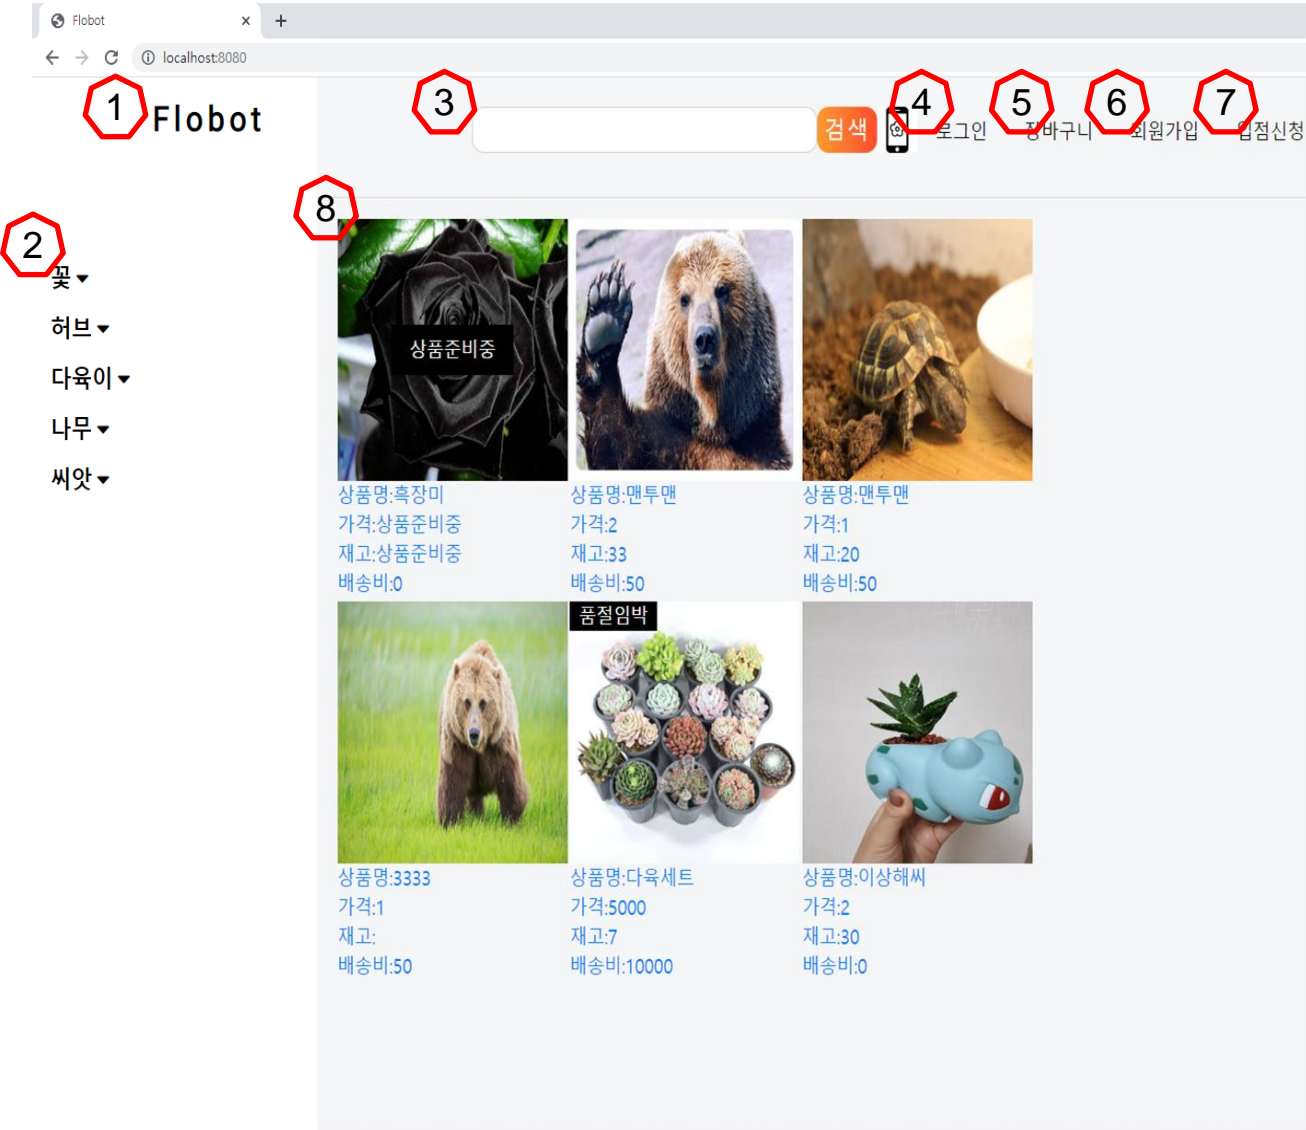 Flobot
localhost:8080
1
Flobot
3
검색
4
로그인
5
장바구니
6
회원가입
7
입점신청
8
2
꽃
허브
다육이
나무
씨앗
상품준비중
상품명:흑장미
가격:상품준비중
재고:상품준비중
배송비:0
상품명:맨투맨
가격:2
재고:33
배송비:50
상품명:맨투맨
가격:1
재고:20
배송비:50
상품명:3333
가격:1
재고:
배송비:50
품절임박
상품명:다육세트
가격:5000
재고:7
배송비:10000
상품명:이상해씨
가격:2
재고:30
배송비:0